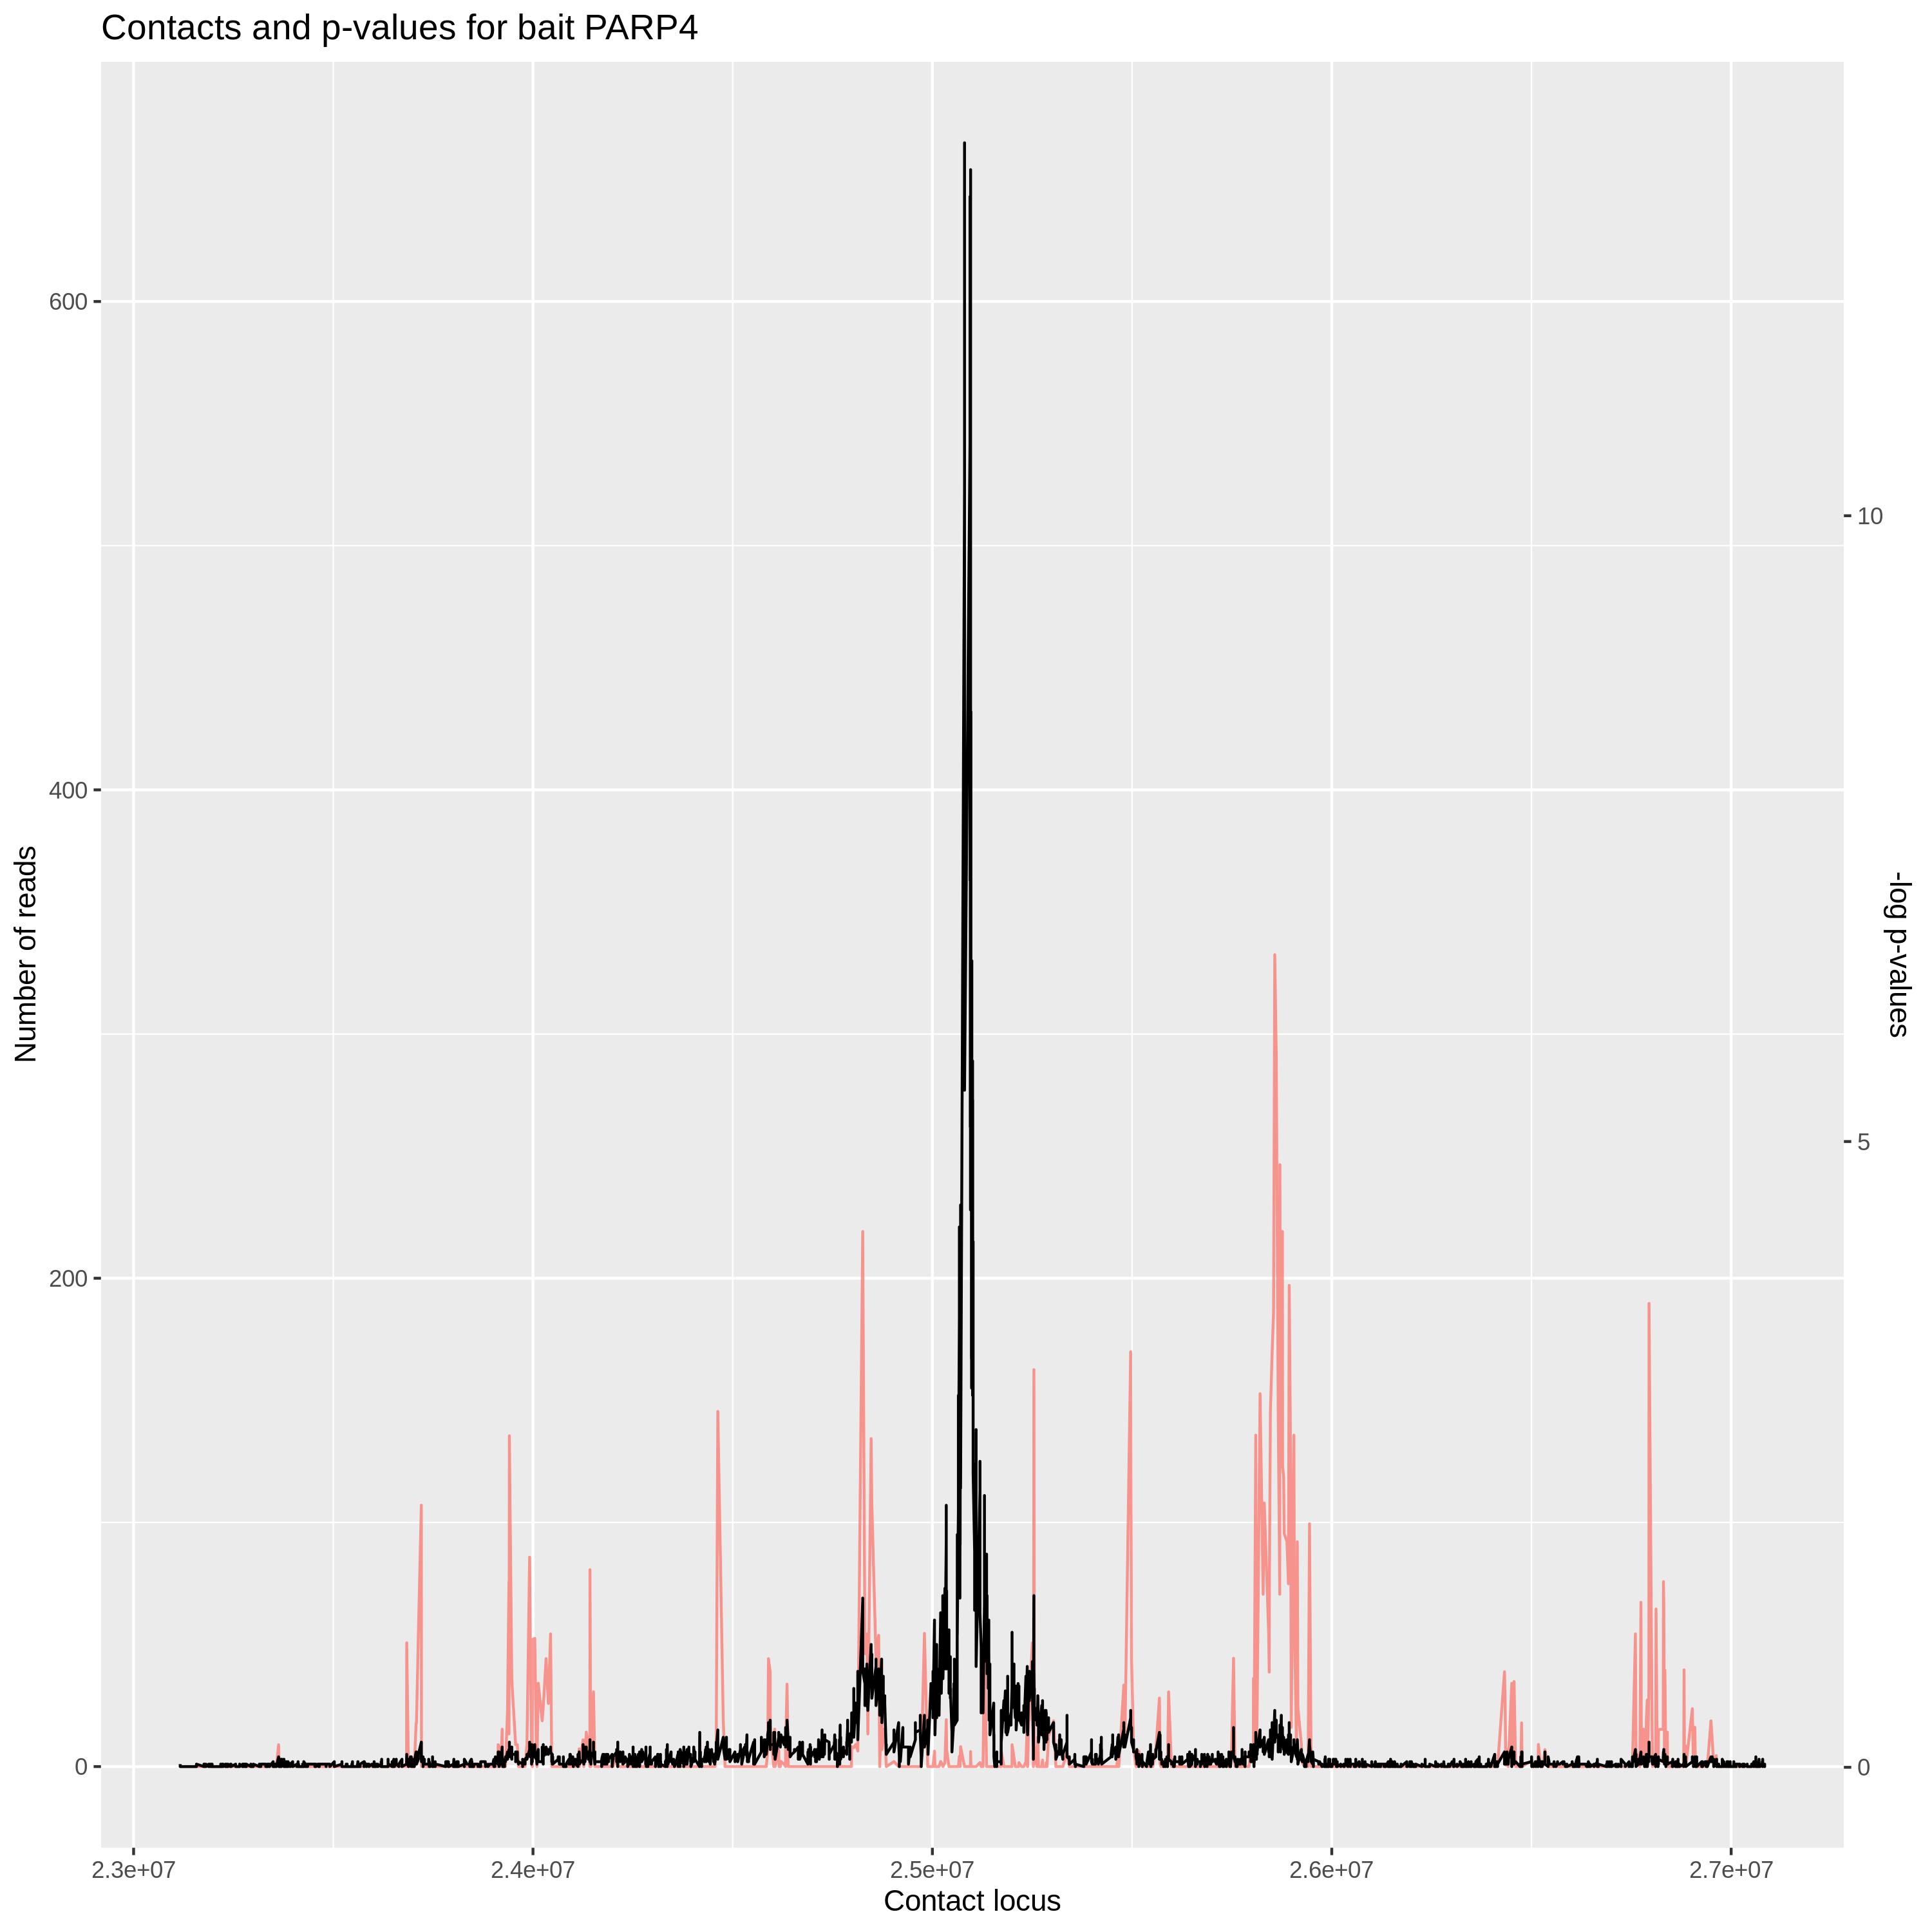 Contacts and p-values for bait PARP4
600
400
200
0
Number of reads
10
5
0
-log p-values
2.3e+07
2.4e+07
2.5e+07
2.6e+07
2.7e+07
Contact locus